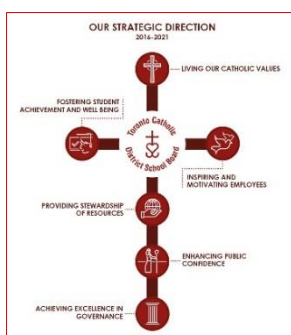 OUR STRATEGIC DIRECTION
2016-2021
LIVING OUR CATHOLIC VALUES
FOSTERING STUDENT
ACHIEVEMENT AND WELL BEING
Toronto Catholic
District School Board
INSPIRING AND
MOTIVATING EMPLOYEES
PROVIDING STEWARDSHIP
OF RESOURCES
ENHANCING PUBLIC
CONFIDENCE
ACHIEVING EXCELLENCE IN
GOVERNANCE